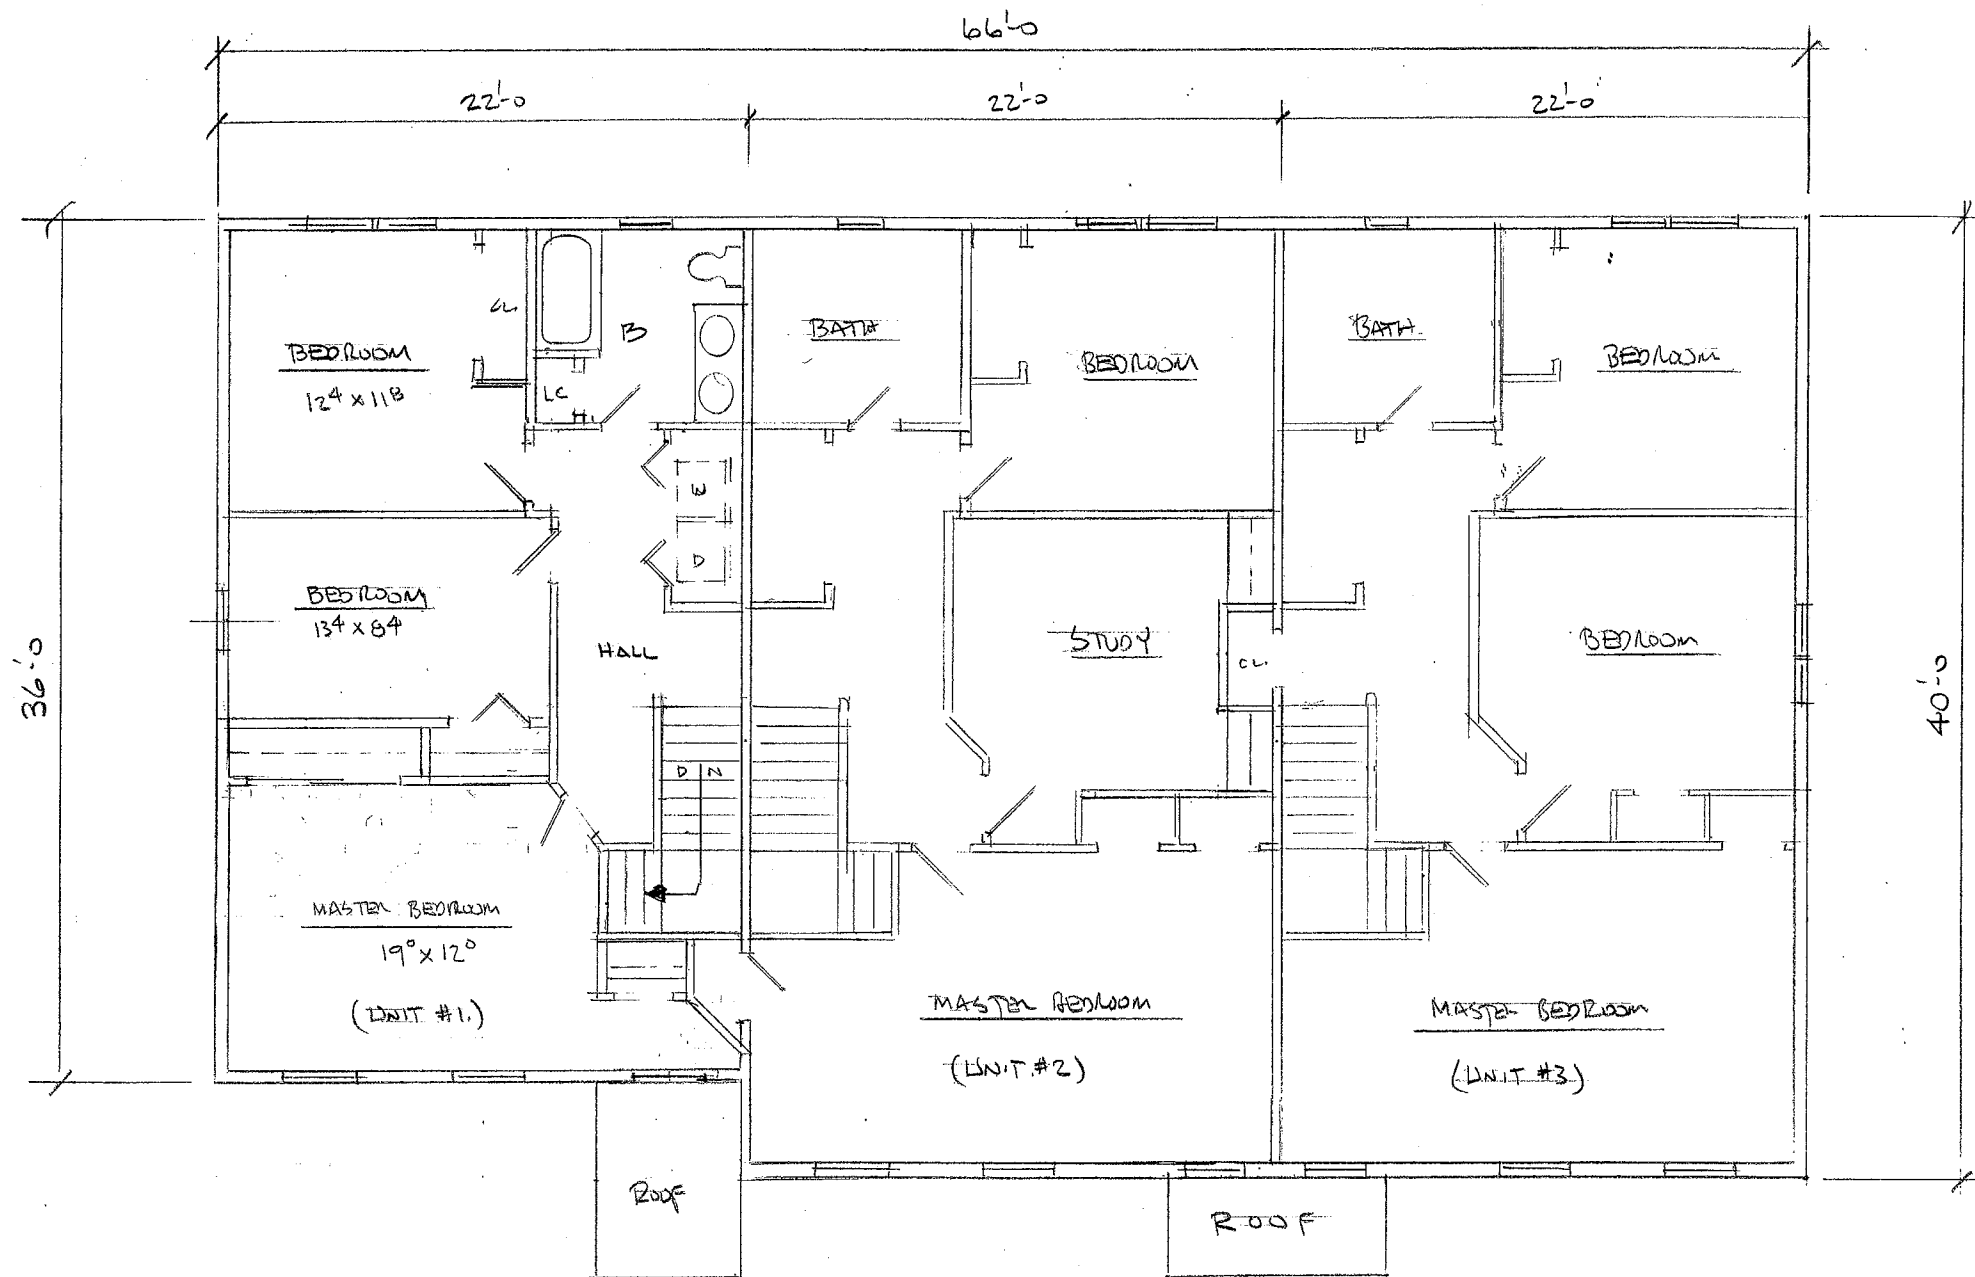 66'-0
22'-0
22'-0
22'-0
36'-0
40'-0
BEDROOM
12⁴ x 11⁸
CL.
B
LC
BATH
BEDROOM
BATH.
BEDROOM
W
D
BEDROOM
13⁴ x 8⁴
HALL
STUDY
CL.
BEDROOM
DN
MASTER BEDROOM
19⁰ x 12⁰
(UNIT #1.)
MASTER BEDROOM
(UNIT #2)
MASTER BEDROOM
(UNIT #3)
ROOF
ROOF